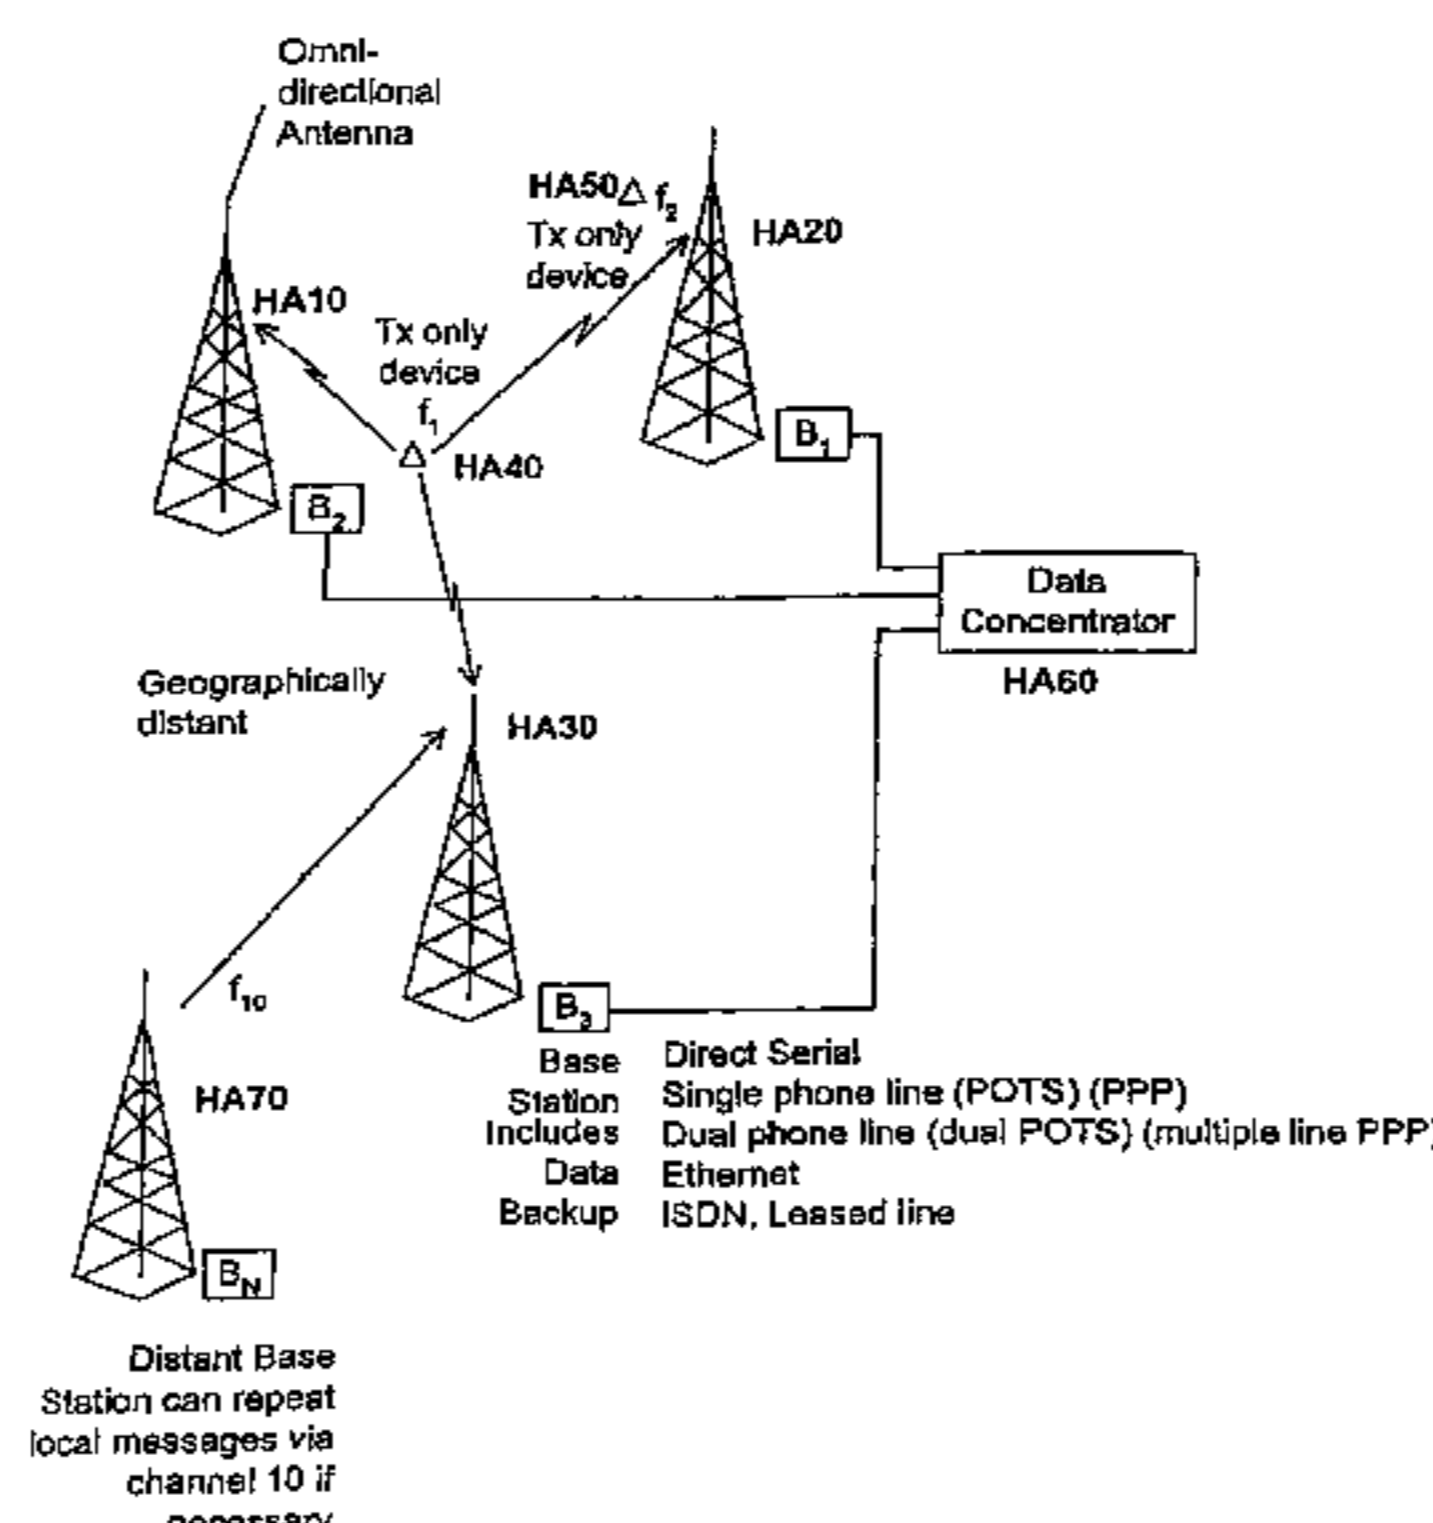 Omni-
directional
Antenna
HA50 f2
Tx only
device
HA20
HA10
Tx only
device
f1
HA40
B1
B2
Data
Concentrator
HA60
Geographically
distant
HA30
f10
B3
HA70
Base
Station
Includes
Data
Backup
Direct Serial
Single phone line (POTS) (PPP)
Dual phone line (dual POTS) (multiple line PPP)
Ethernet
ISDN, Leased line
BN
Distant Base
Station can repeat
local messages via
channel 10 if
necessary